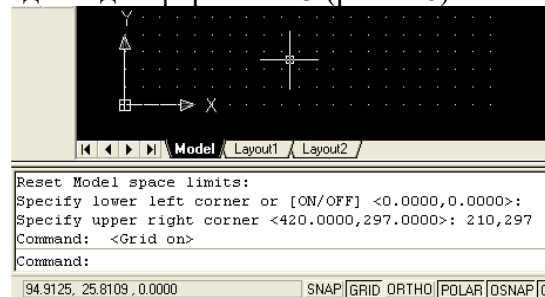 Y
X
Model Layout1 Layout2
Reset Model space limits:
Specify lower left corner or [ON/OFF] <0.0000,0.0000>:
Specify upper right corner <420.0000,297.0000>: 210,297
Command: <Grid on>
Command:
94.9125, 25.8109 , 0.0000 SNAP GRID ORTHO POLAR OSNAP